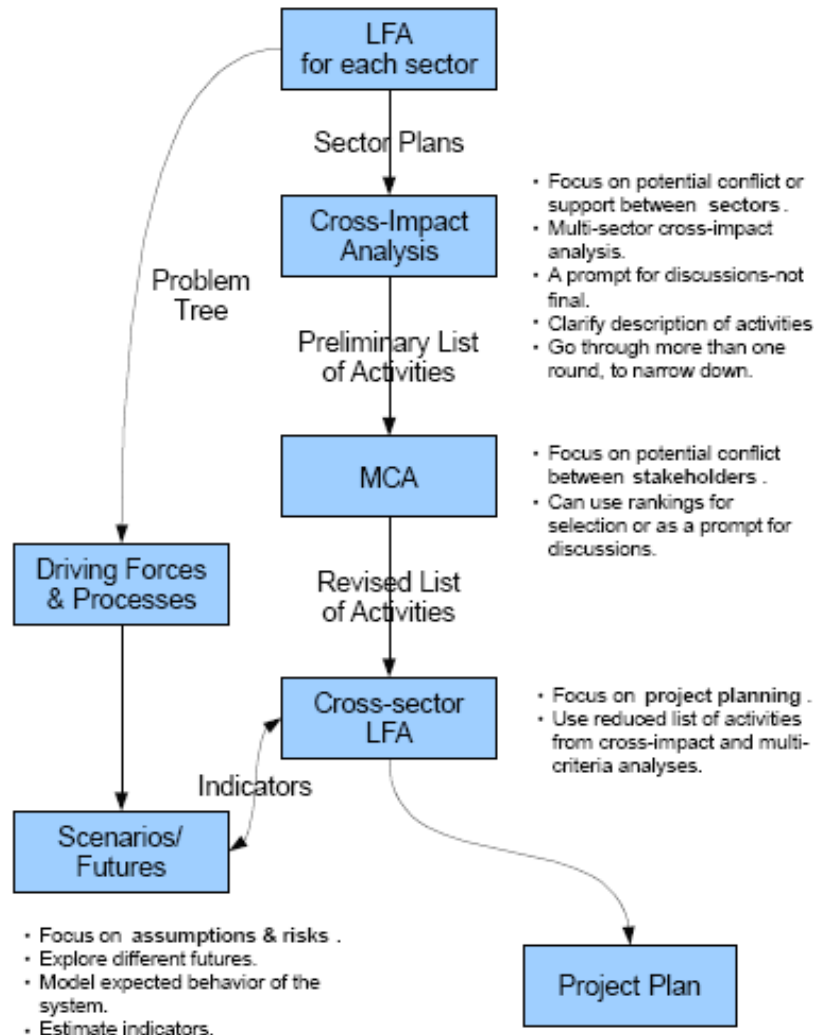 LFA
for each sector
Sector Plans
Cross-Impact
Analysis
• Focus on potential conflict or
support between sectors .
• Multi-sector cross-impact
analysis.
• A prompt for discussions-not
final.
• Clarify description of activities
• Go through more than one
round, to narrow down.
Problem
Tree
Preliminary List
of Activities
MCA
• Focus on potential conflict
between stakeholders .
• Can use rankings for
selection or as a prompt for
discussions.
Driving Forces
& Processes
Revised List
of Activities
Cross-sector
LFA
• Focus on project planning .
• Use reduced list of activities
from cross-impact and multi-
criteria analyses.
Indicators
Scenarios/
Futures
• Focus on assumptions & risks .
• Explore different futures.
• Model expected behavior of the
system.
• Estimate indicators.
Project Plan